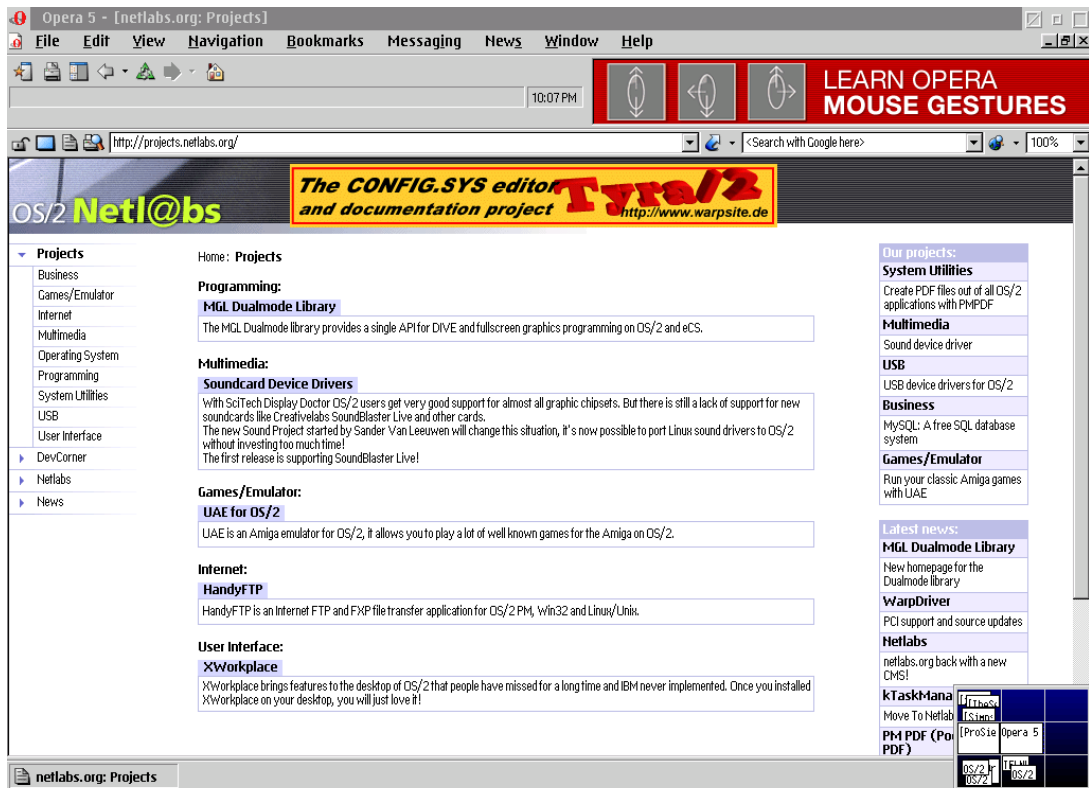 Opera 5 - [netlabs.org: Projects]
File Edit View Navigation Bookmarks Messaging News Window Help
10:07 PM
LEARN OPERA
MOUSE GESTURES
http://projects.netlabs.org/
<Search with Google here>
100%
OS/2 Netl@bs
The CONFIG.SYS editor
and documentation project
Tyra/2
http://www.warpsite.de
Projects
Business
Games/Emulator
Internet
Multimedia
Operating System
Programming
System Utilities
USB
User Interface
DevCorner
Netlabs
News
Home: Projects
Programming:
MGL Dualmode Library
The MGL Dualmode library provides a single API for DIVE and fullscreen graphics programming on OS/2 and eCS.
Multimedia:
Soundcard Device Drivers
With SciTech Display Doctor OS/2 users get very good support for almost all graphic chipsets. But there is still a lack of support for new
soundcards like Creativelabs SoundBlaster Live and other cards.
The new Sound Project started by Sander Van Leeuwen will change this situation, it's now possible to port Linux sound drivers to OS/2
without investing too much time!
The first release is supporting SoundBlaster Live!
Games/Emulator:
UAE for OS/2
UAE is an Amiga emulator for OS/2, it allows you to play a lot of well known games for the Amiga on OS/2.
Internet:
HandyFTP
HandyFTP is an Internet FTP and FXP file transfer application for OS/2 PM, Win32 and Linux/Unix.
User Interface:
XWorkplace
XWorkplace brings features to the desktop of OS/2 that people have missed for a long time and IBM never implemented. Once you installed
XWorkplace on your desktop, you will just love it!
Our projects:
System Utilities
Create PDF files out of all OS/2
applications with PMPDF
Multimedia
Sound device driver
USB
USB device drivers for OS/2
Business
MySQL: A free SQL database
system
Games/Emulator
Run your classic Amiga games
with UAE
Latest news:
MGL Dualmode Library
New homepage for the
Dualmode library
WarpDriver
PCI support and source updates
Netlabs
netlabs.org back with a new
CMS!
kTaskMana
Move To Netlab
PM PDF (Po
PDF)
[ProSie
Opera 5
OS/2
OS/2
OS/2
netlabs.org: Projects